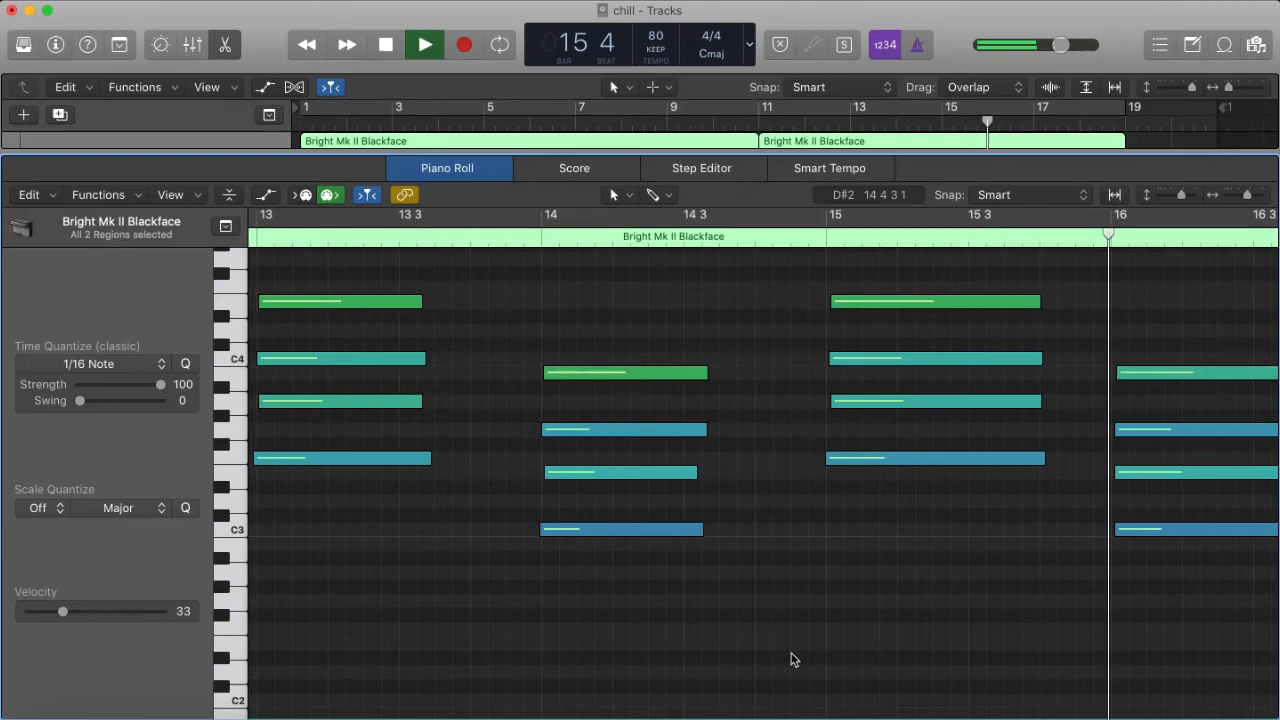 chill - Tracks
15 4
BAR BEAT
80
KEEP
TEMPO
4/4
Cmaj
1234
Edit Functions View Snap: Smart Drag: Overlap
1 3 5 7 9 11 13 15 17 19
Bright Mk II Blackface Bright Mk II Blackface
Piano Roll Score Step Editor Smart Tempo
Edit Functions View D#2 14 4 3 1 Snap: Smart
Bright Mk II Blackface
All 2 Regions selected
13 13 3 14 14 3 15 15 3 16 16 3
Bright Mk II Blackface
Time Quantize (classic)
1/16 Note Q
Strength 100
Swing 0
Scale Quantize
Off Major Q
Velocity
33
C4
C3
C2